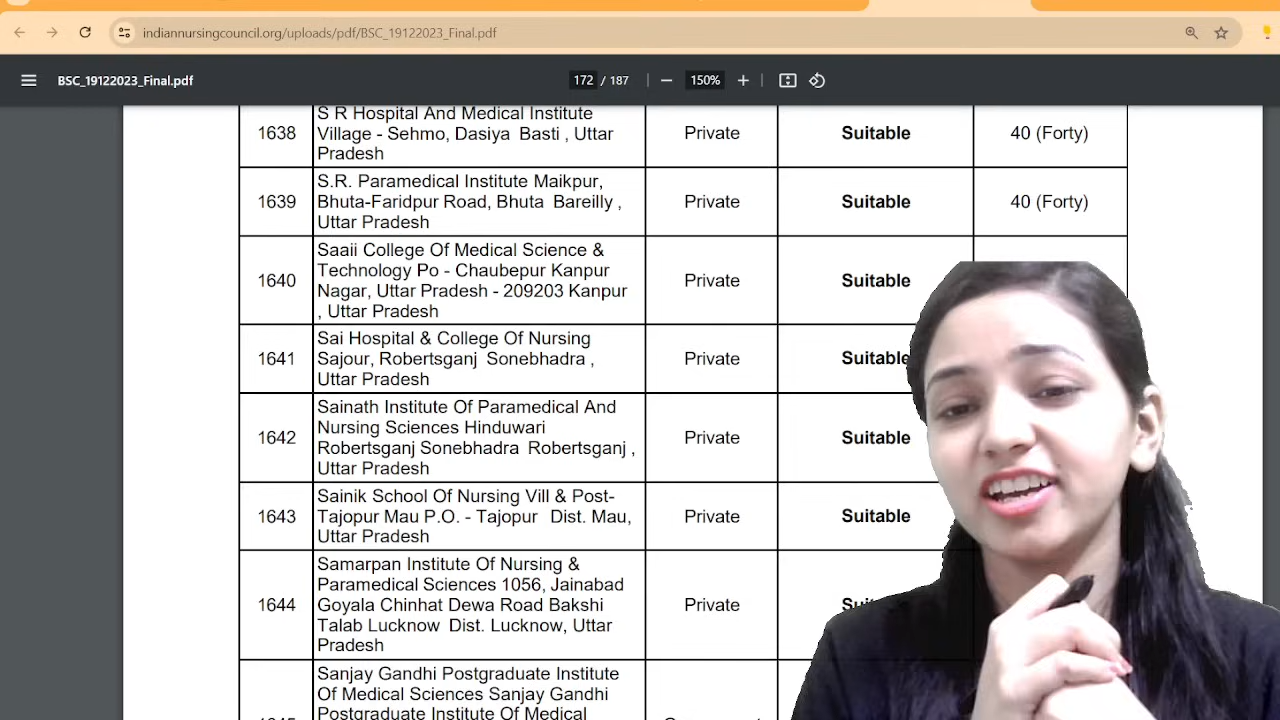 indiannursingcouncil.org/uploads/pdf/BSC_19122023_Final.pdf
BSC_19122023_Final.pdf
172 / 187
150%
1638
S R Hospital And Medical Institute
Village - Sehmo, Dasiya Basti , Uttar
Pradesh
Private
Suitable
40 (Forty)
1639
S.R. Paramedical Institute Maikpur,
Bhuta-Faridpur Road, Bhuta Bareilly ,
Uttar Pradesh
Private
Suitable
40 (Forty)
1640
Saaii College Of Medical Science &
Technology Po - Chaubepur Kanpur
Nagar, Uttar Pradesh - 209203 Kanpur
, Uttar Pradesh
Private
Suitable
1641
Sai Hospital & College Of Nursing
Sajour, Robertsganj Sonebhadra ,
Uttar Pradesh
Private
Suitable
1642
Sainath Institute Of Paramedical And
Nursing Sciences Hinduwari
Robertsganj Sonebhadra Robertsganj ,
Uttar Pradesh
Private
Suitable
1643
Sainik School Of Nursing Vill & Post-
Tajopur Mau P.O. - Tajopur Dist. Mau,
Uttar Pradesh
Private
Suitable
1644
Samarpan Institute Of Nursing &
Paramedical Sciences 1056, Jainabad
Goyala Chinhat Dewa Road Bakshi
Talab Lucknow Dist. Lucknow, Uttar
Pradesh
Private
Sanjay Gandhi Postgraduate Institute
Of Medical Sciences Sanjay Gandhi
Postgraduate Institute Of Medical